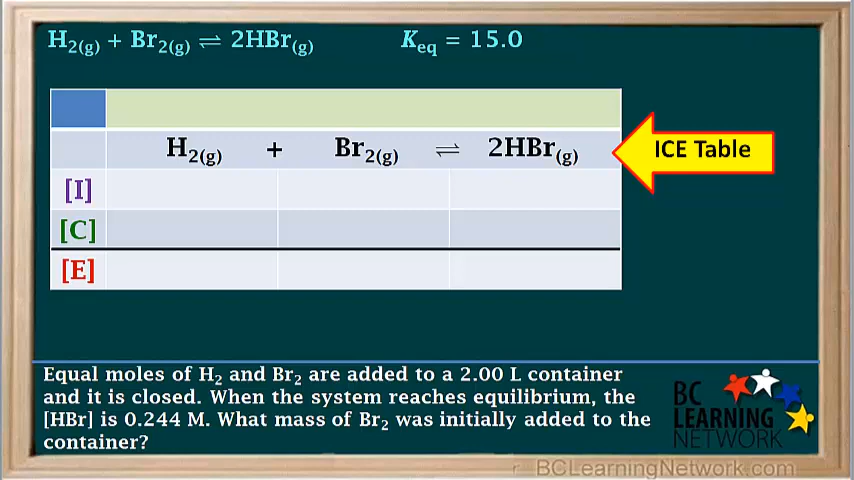 H₂(g) + Br₂(g) ⇌ 2HBr(g) Keq = 15.0
H₂(g) + Br₂(g) ⇌ 2HBr(g)
ICE Table
[I]
[C]
[E]
Equal moles of H₂ and Br₂ are added to a 2.00 L container
and it is closed. When the system reaches equilibrium, the
[HBr] is 0.244 M. What mass of Br₂ was initially added to the
container?
BC
LEARNING
NETWORK
BCLearningNetwork.com